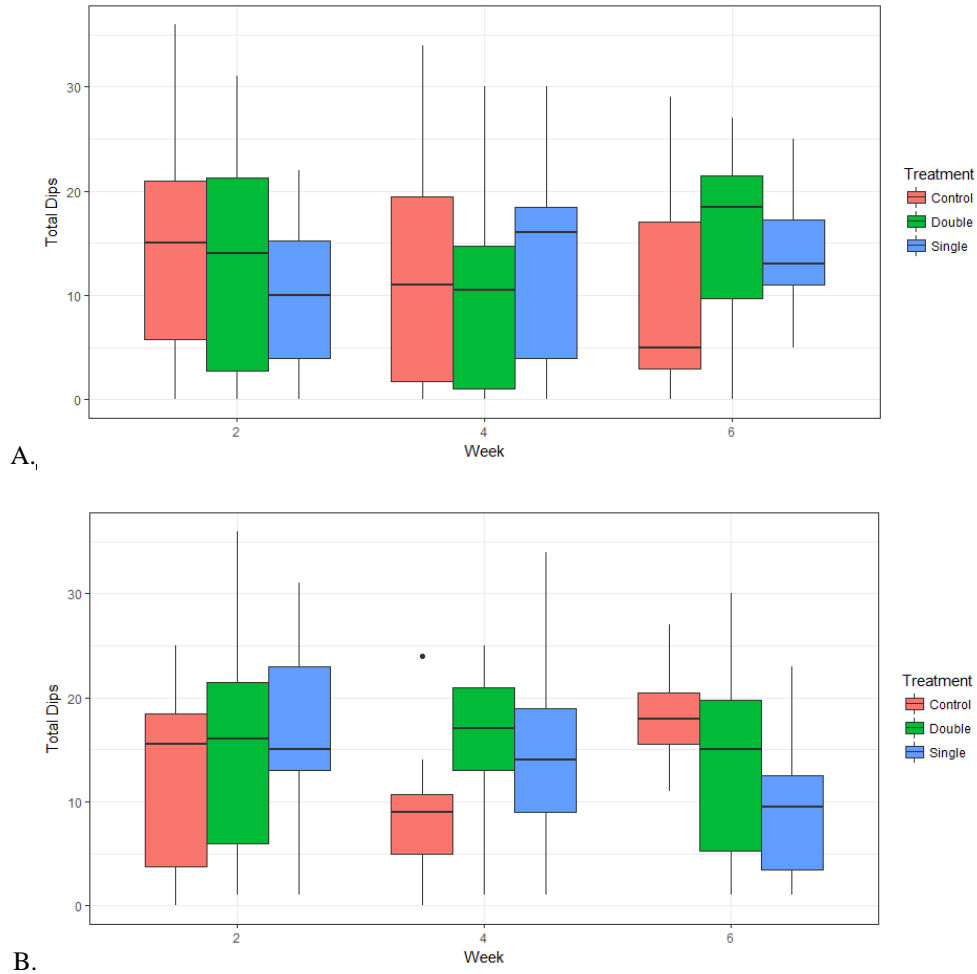 30
20
10
0
Total Dips
2 4 6
Week
Treatment
Control
Double
Single
A.
30
20
10
0
Total Dips
2 4 6
Week
Treatment
Control
Double
Single
B.